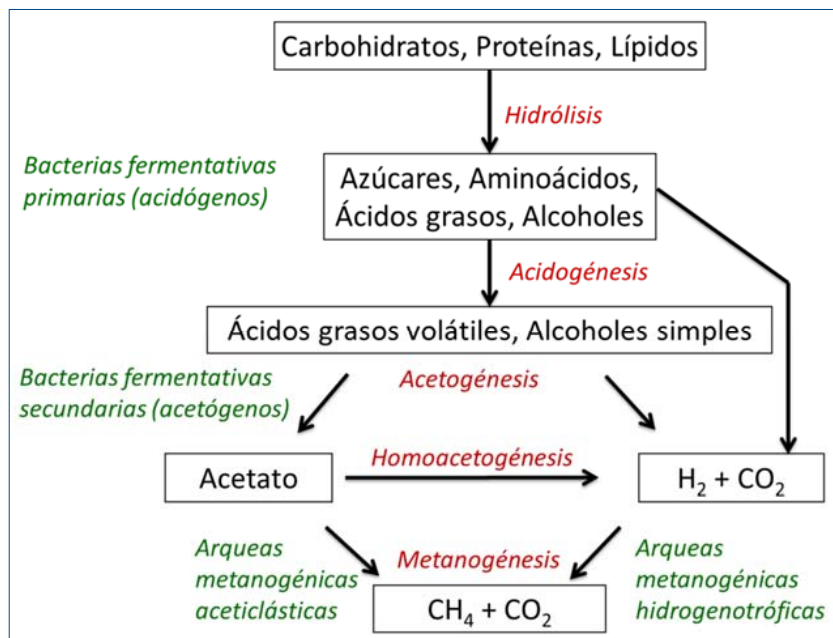 Carbohidratos, Proteínas, Lípidos
Hidrólisis
Bacterias fermentativas
primarias (acidógenos)
Azúcares, Aminoácidos,
Ácidos grasos, Alcoholes
Acidogénesis
Ácidos grasos volátiles, Alcoholes simples
Bacterias fermentativas
secundarias (acetógenos)
Acetogénesis
Acetato
Homoacetogénesis
H₂ + CO₂
Arqueas
metanogénicas
aceticlásticas
Metanogénesis
CH₄ + CO₂
Arqueas
metanogénicas
hidrogenotróficas